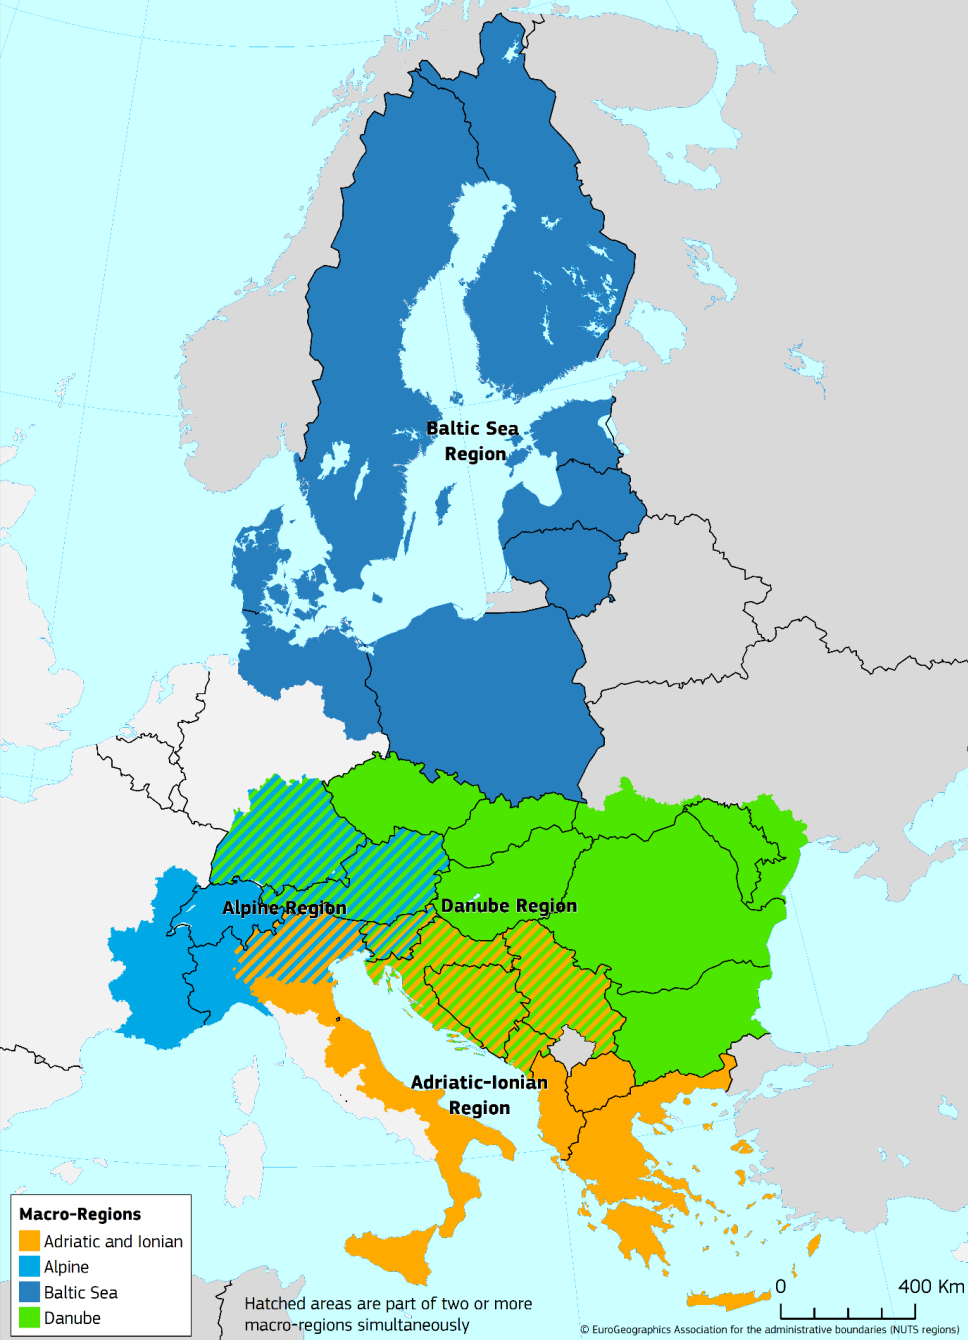 Baltic Sea
Region
Alpine Region
Danube Region
Adriatic-Ionian
Region
Macro-Regions
Adriatic and Ionian
Alpine
Baltic Sea
Danube
Hatched areas are part of two or more
macro-regions simultaneously
0 400 Km
© EuroGeographics Association for the administrative boundaries (NUTS regions)